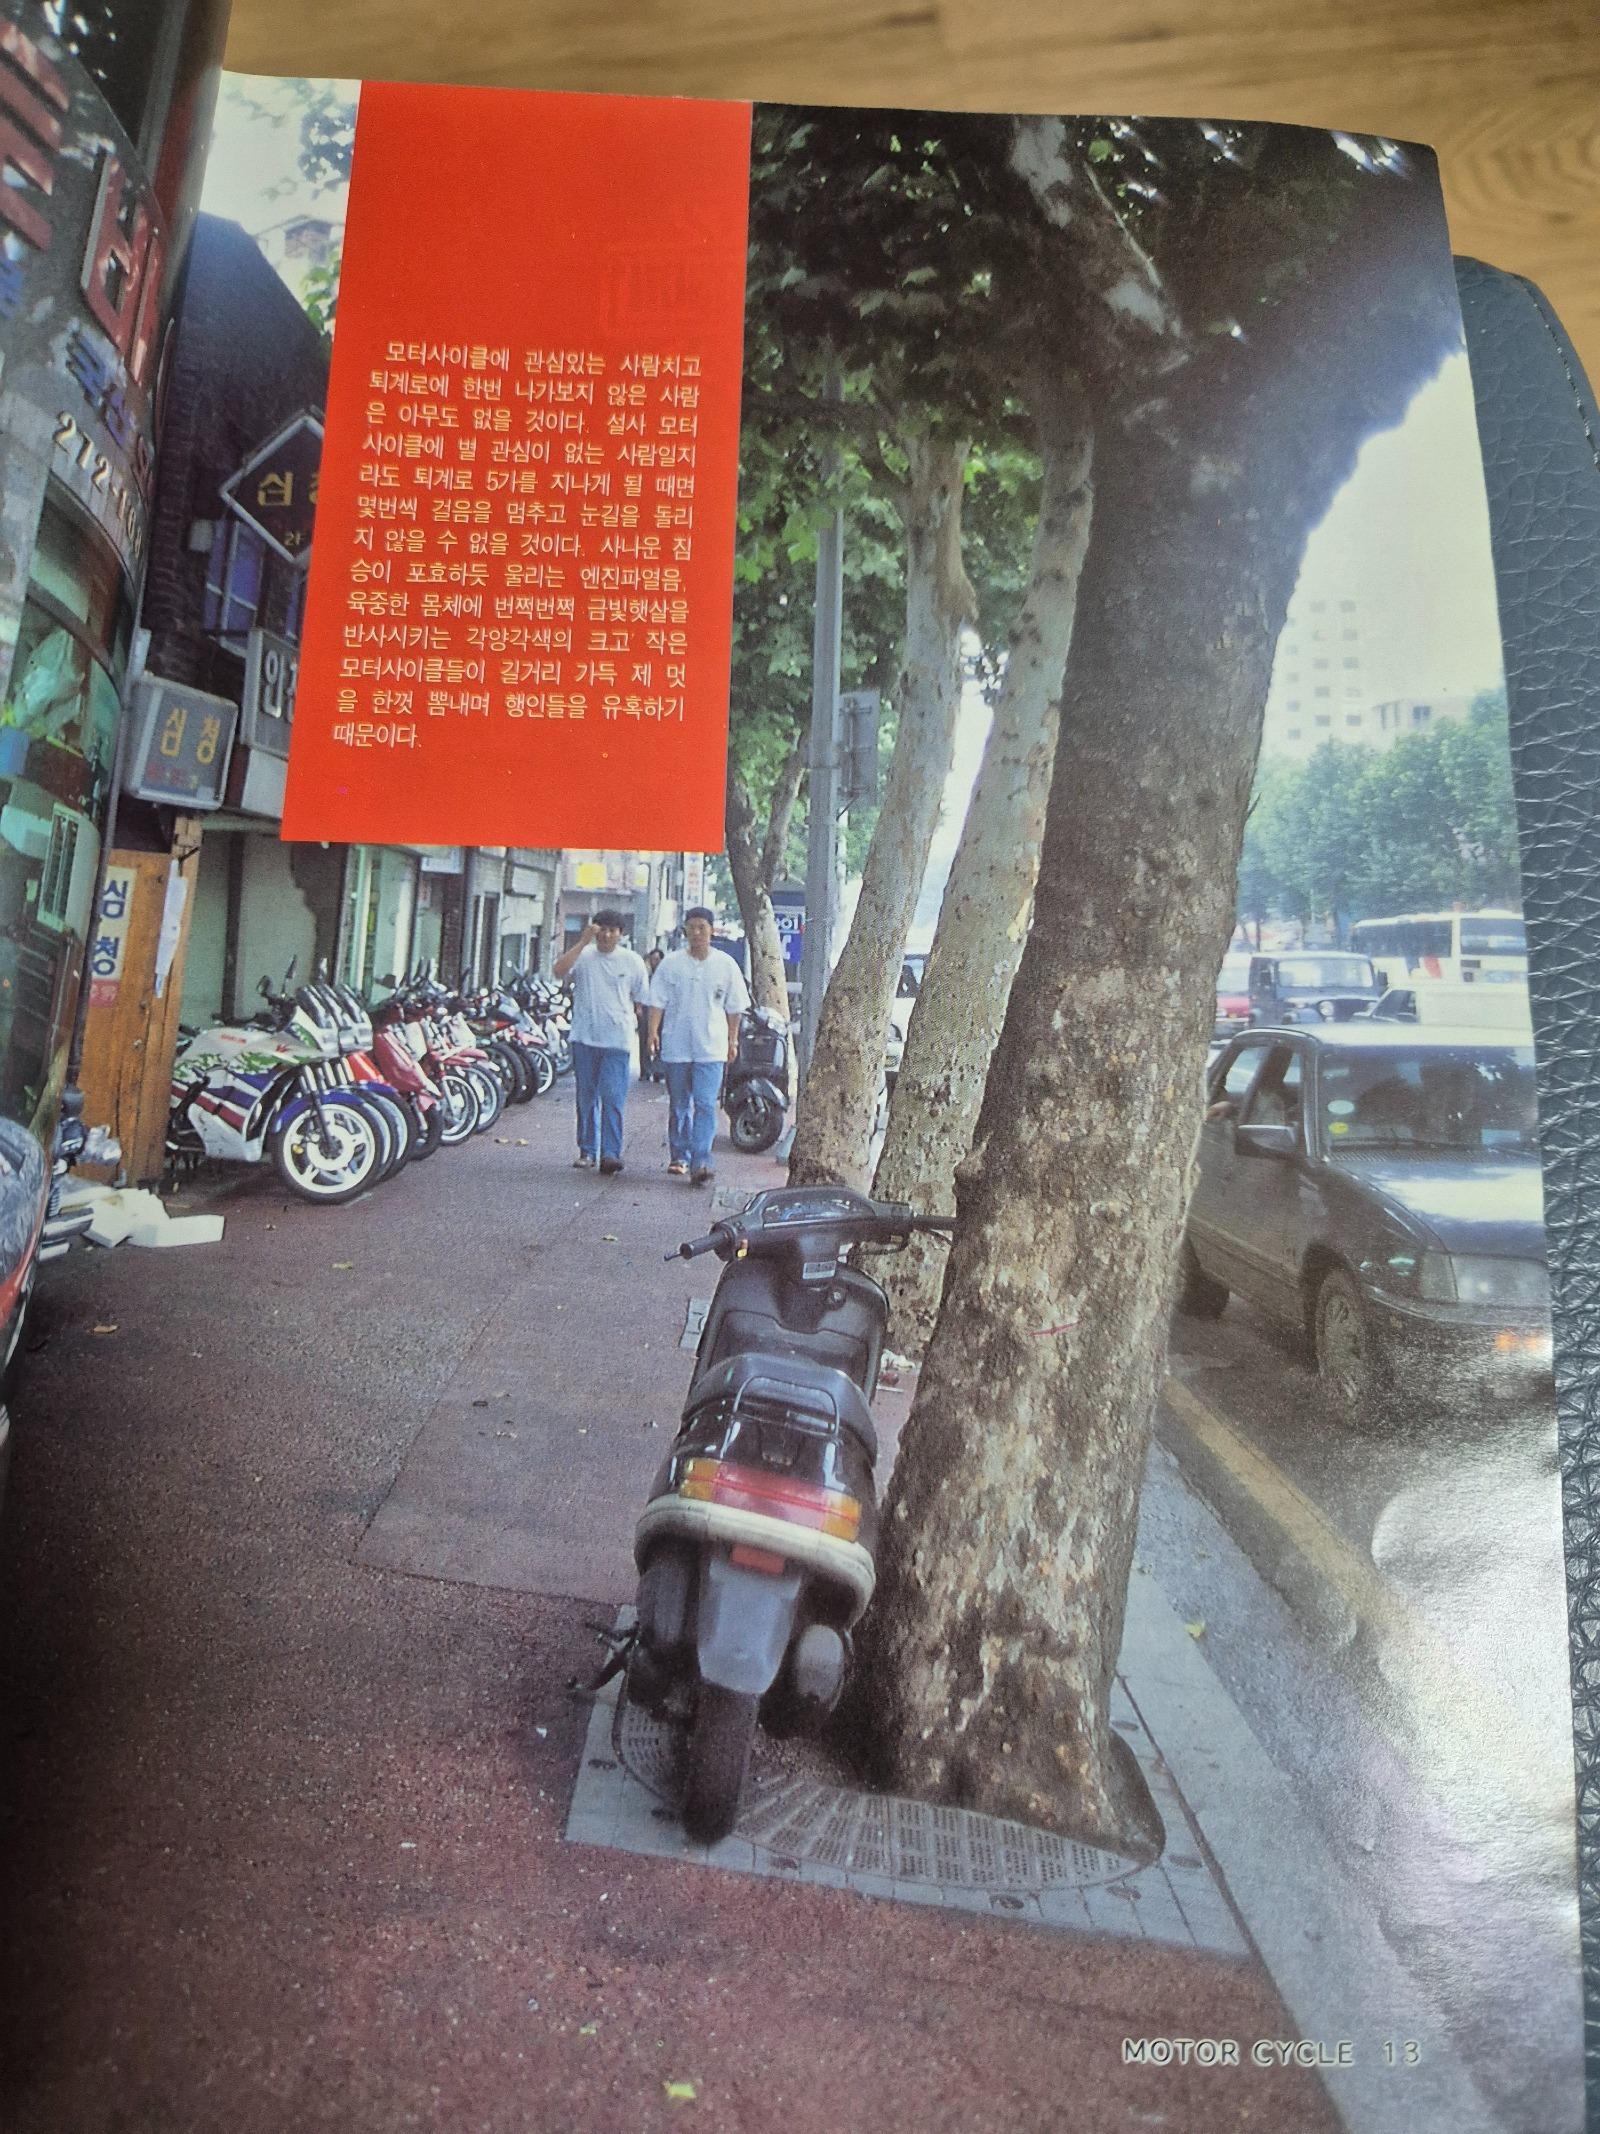 모터사이클에 관심있는 사람치고
퇴계로에 한번 나가보지 않은 사람
은 아무도 없을 것이다. 설사 모터
사이클에 별 관심이 없는 사람일지
라도 퇴계로 5가를 지나게 될 때면
몇번씩 걸음을 멈추고 눈길을 돌리
지 않을 수 없을 것이다. 사나운 짐
승이 포효하듯 울리는 엔진파열음,
육중한 몸체에 번쩍번쩍 금빛햇살을
반사시키는 각양각색의 크고 작은
모터사이클들이 길거리 가득 제 멋
을 한껏 뽐내며 행인들을 유혹하기
때문이다.
심
2F
심청
심청
MOTOR CYCLE 13